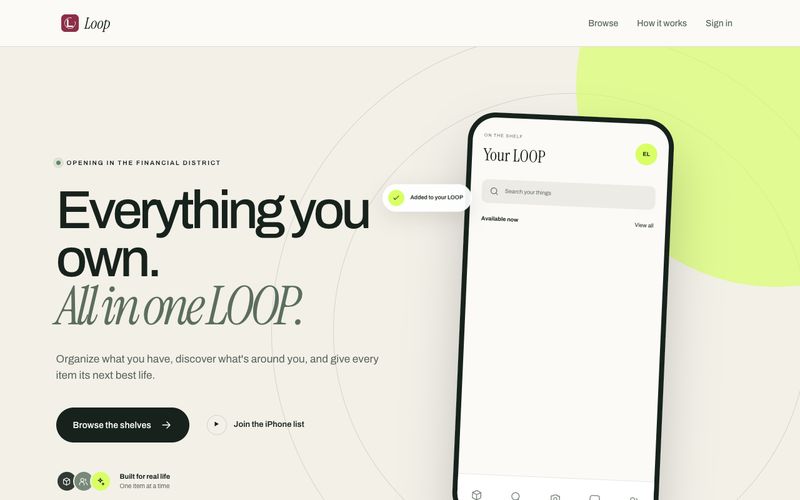 Loop
Browse
How it works
Sign in
OPENING IN THE FINANCIAL DISTRICT
Everything you
own.
All in one LOOP.
Organize what you have, discover what's around you, and give every
item its next best life.
Browse the shelves
Join the iPhone list
Built for real life
One item at a time
Added to your LOOP
ON THE SHELF
Your LOOP
EL
Search your things
Available now
View all